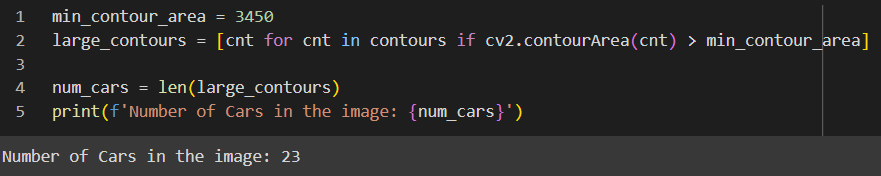 1 min_contour_area = 3450
2 large_contours = [cnt for cnt in contours if cv2.contourArea(cnt) > min_contour_area]
3
4 num_cars = len(large_contours)
5 print(f'Number of Cars in the image: {num_cars}')
Number of Cars in the image: 23